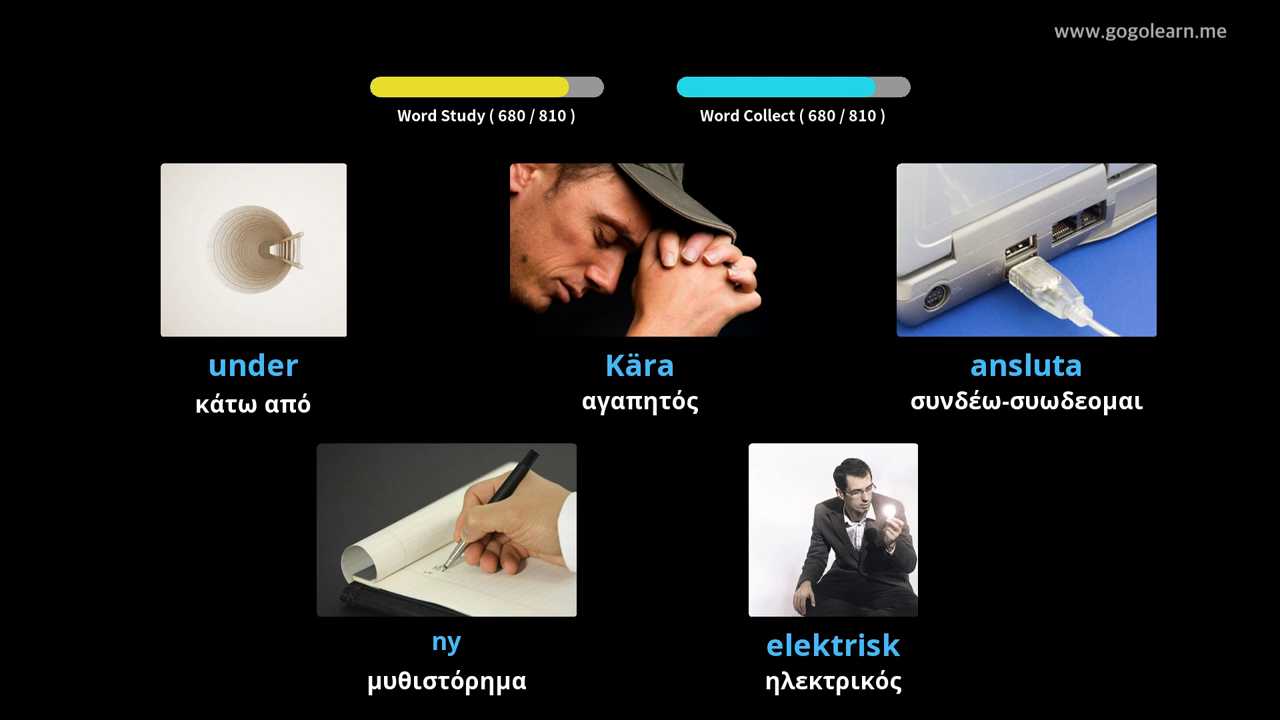 www.gogolearn.me
Word Study ( 680 / 810 )
Word Collect ( 680 / 810 )
under
κάτω από
Kära
αγαπητός
ansluta
συνδέω-συωδεομαι
ny
μυθιστόρημα
elektrisk
ηλεκτρικός